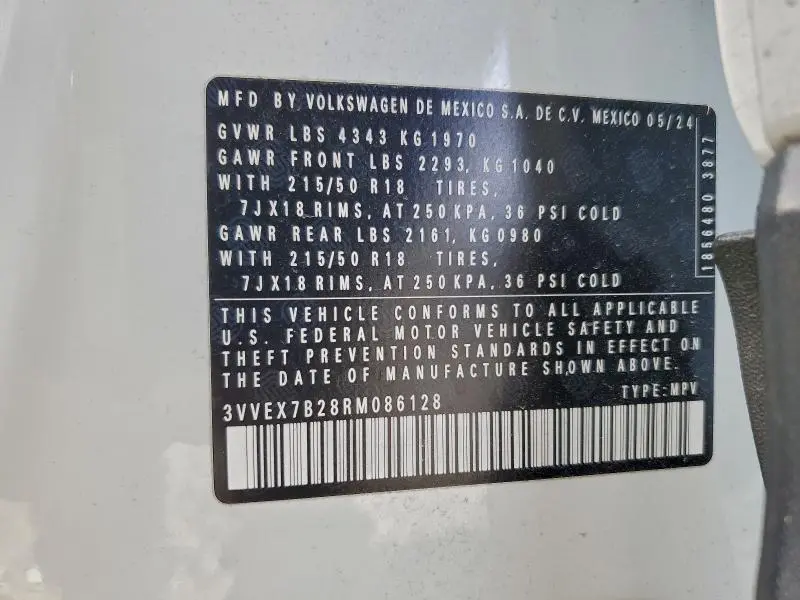 MFD BY VOLKSWAGEN DE MEXICO S.A. DE C.V. MEXICO 05/24
GVWR LBS 4343 KG 1970
GAWR FRONT LBS 2293, KG 1040
WITH 215/50 R18 TIRES,
7JX18 RIMS, AT 250 KPA, 36 PSI COLD
GAWR REAR LBS 2161, KG 0980
WITH 215/50 R18 TIRES,
7JX18 RIMS, AT 250 KPA, 36 PSI COLD
1856480 3877
THIS VEHICLE CONFORMS TO ALL APPLICABLE
U.S. FEDERAL MOTOR VEHICLE SAFETY AND
THEFT PREVENTION STANDARDS IN EFFECT ON
THE DATE OF MANUFACTURE SHOWN ABOVE.
TYPE:MPV
3VVEX7B28RM086128